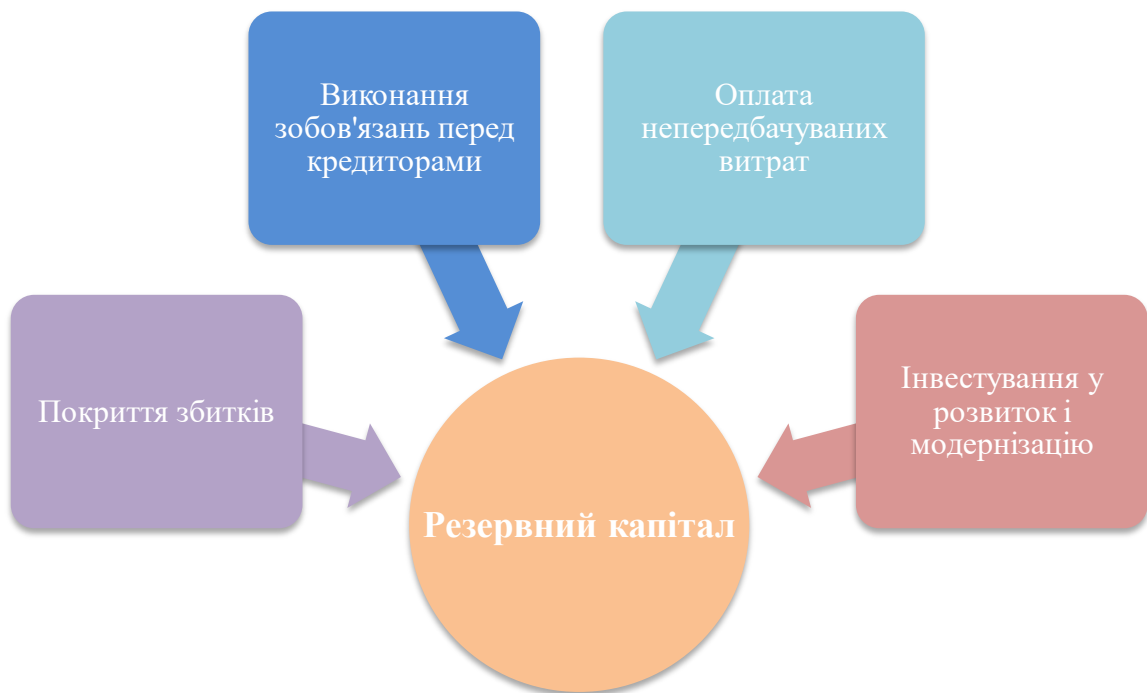 Виконання
зобов'язань перед
кредиторами
Оплата
непередбачуваних
витрат
Покриття збитків
Інвестування у
розвиток і
модернізацію
Резервний капітал